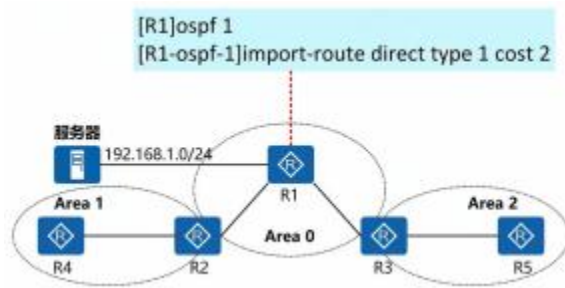 [R1]ospf 1
[R1-ospf-1]import-route direct type 1 cost 2
服务器
192.168.1.0/24
R
R1
Area 1
Area 0
Area 2
R
R
R
R
R4
R2
R3
R5